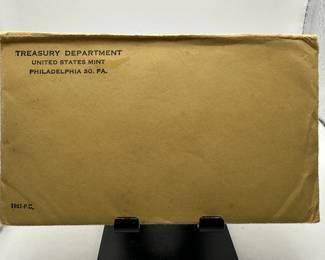 TREASURY DEPARTMENT
UNITED STATES MINT
PHILADELPHIA 30, PA.